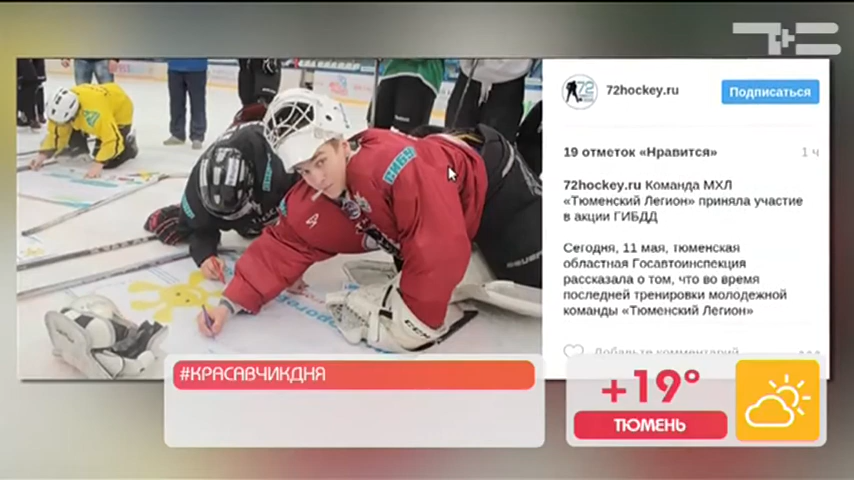 T+B
72hockey.ru
Подписаться
19 отметок «Нравится»
1 ч
72hockey.ru Команда МХЛ
«Тюменский Легион» приняла участие
в акции ГИБДД
Сегодня, 11 мая, тюменская
областная Госавтоинспекция
рассказала о том, что во время
последней тренировки молодежной
команды «Тюменский Легион»
Добавьте комментарий...
СИБУ
#КРАСАВЧИКДНЯ
+19°
ТЮМЕНЬ